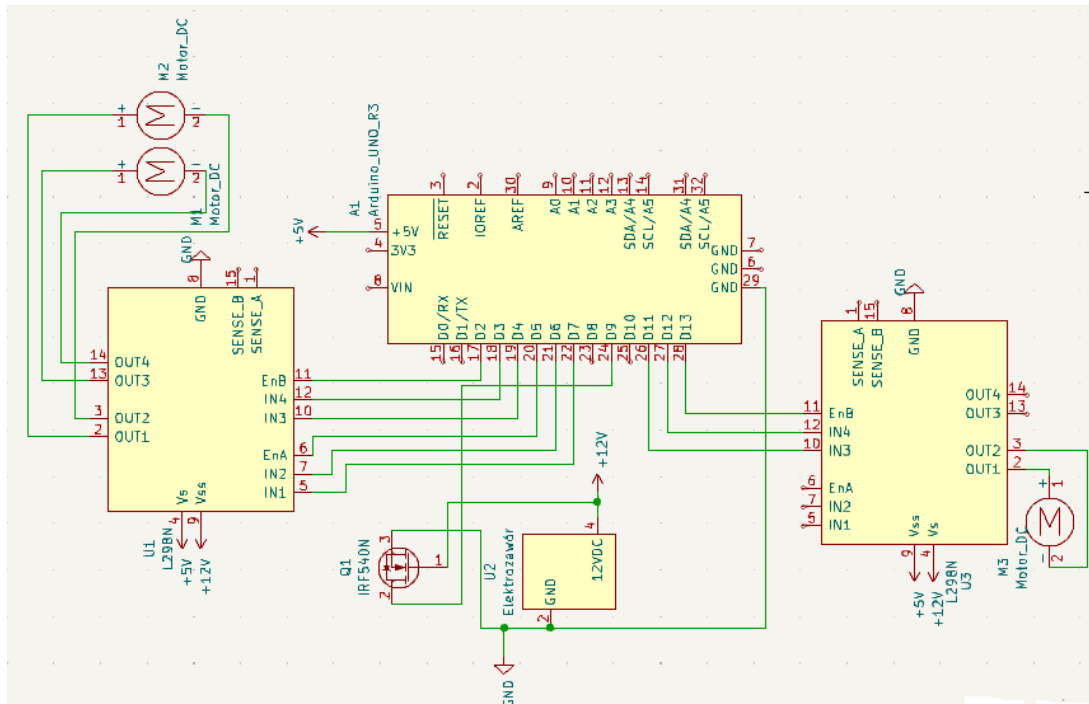 M2
Motor_DC
+
1
M
-
2
+
1
M
-
2
M1
Motor_DC
A1
Arduino_UNO_R3
3
2
30
9
10
11
12
13
14
31
32
RESET
IOREF
AREF
A0
A1
A2
A3
SDA/A4
SCL/A5
SDA/A4
SCL/A5
+5V
5
+5V
4
3V3
8
VIN
GND
7
GND
6
GND
29
D0/RX
D1/TX
D2
D3
D4
D5
D6
D7
D8
D9
D10
D11
D12
D13
15
16
17
18
19
20
21
22
23
24
25
26
27
28
GND
8
15
1
GND
SENSE_B
SENSE_A
14
OUT4
13
OUT3
3
OUT2
2
OUT1
EnB
11
IN4
12
IN3
10
EnA
6
IN2
7
IN1
5
Vs
Vss
4
9
U1
L298N
+5V
+12V
Q1
IRF540N
3
1
2
+12V
4
12VDC
GND
2
U2
Elektrozawór
GND
GND
1
15
8
SENSE_A
SENSE_B
GND
OUT4
14
OUT3
13
OUT2
3
OUT1
2
11
EnB
12
IN4
10
IN3
6
EnA
7
IN2
5
IN1
Vss
Vs
9
4
+5V
+12V
L298N
U3
+
1
M
-
2
M3
Motor_DC